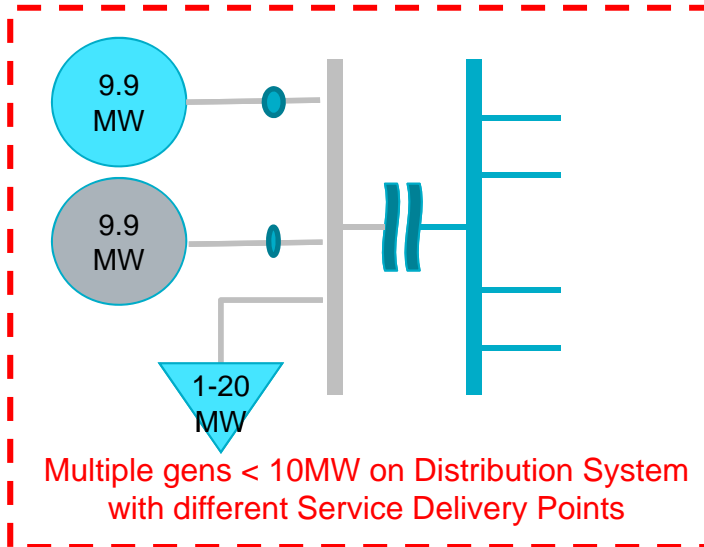 9.9
MW
9.9
MW
1-20
MW
Multiple gens < 10MW on Distribution System
with different Service Delivery Points